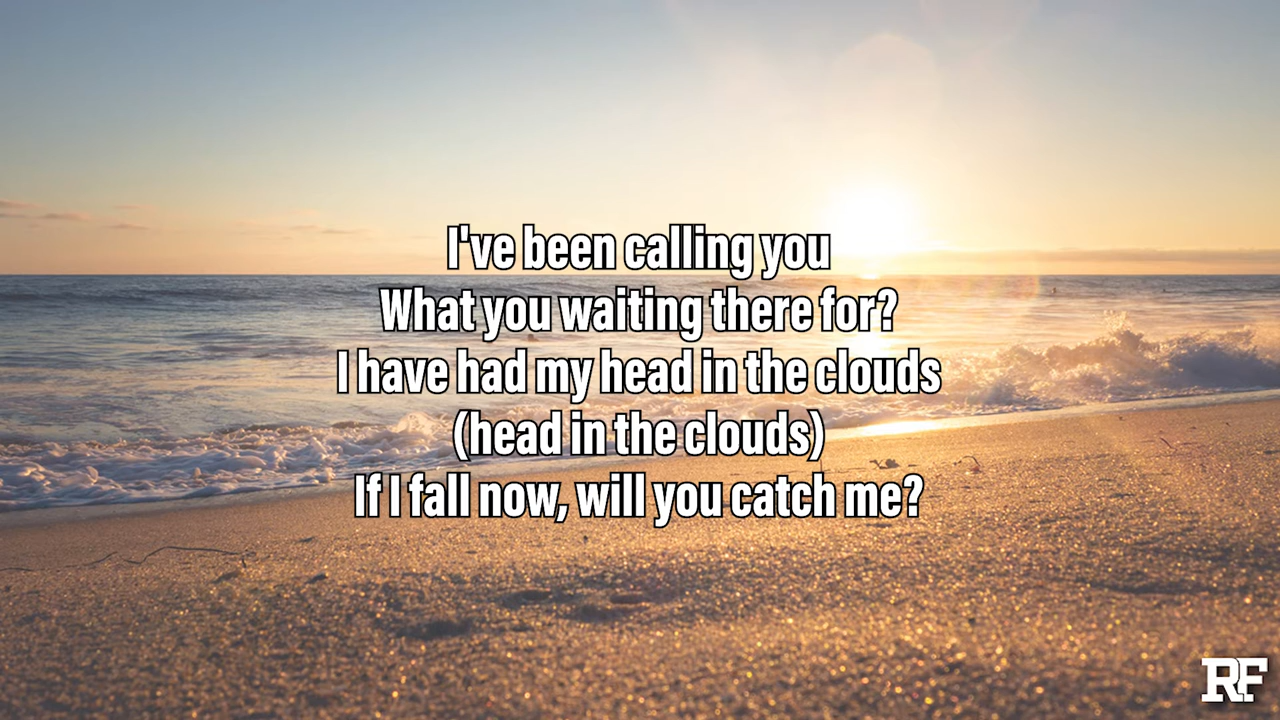 I've been calling you
What you waiting there for?
I have had my head in the clouds
(head in the clouds)
If I fall now, will you catch me?
RF